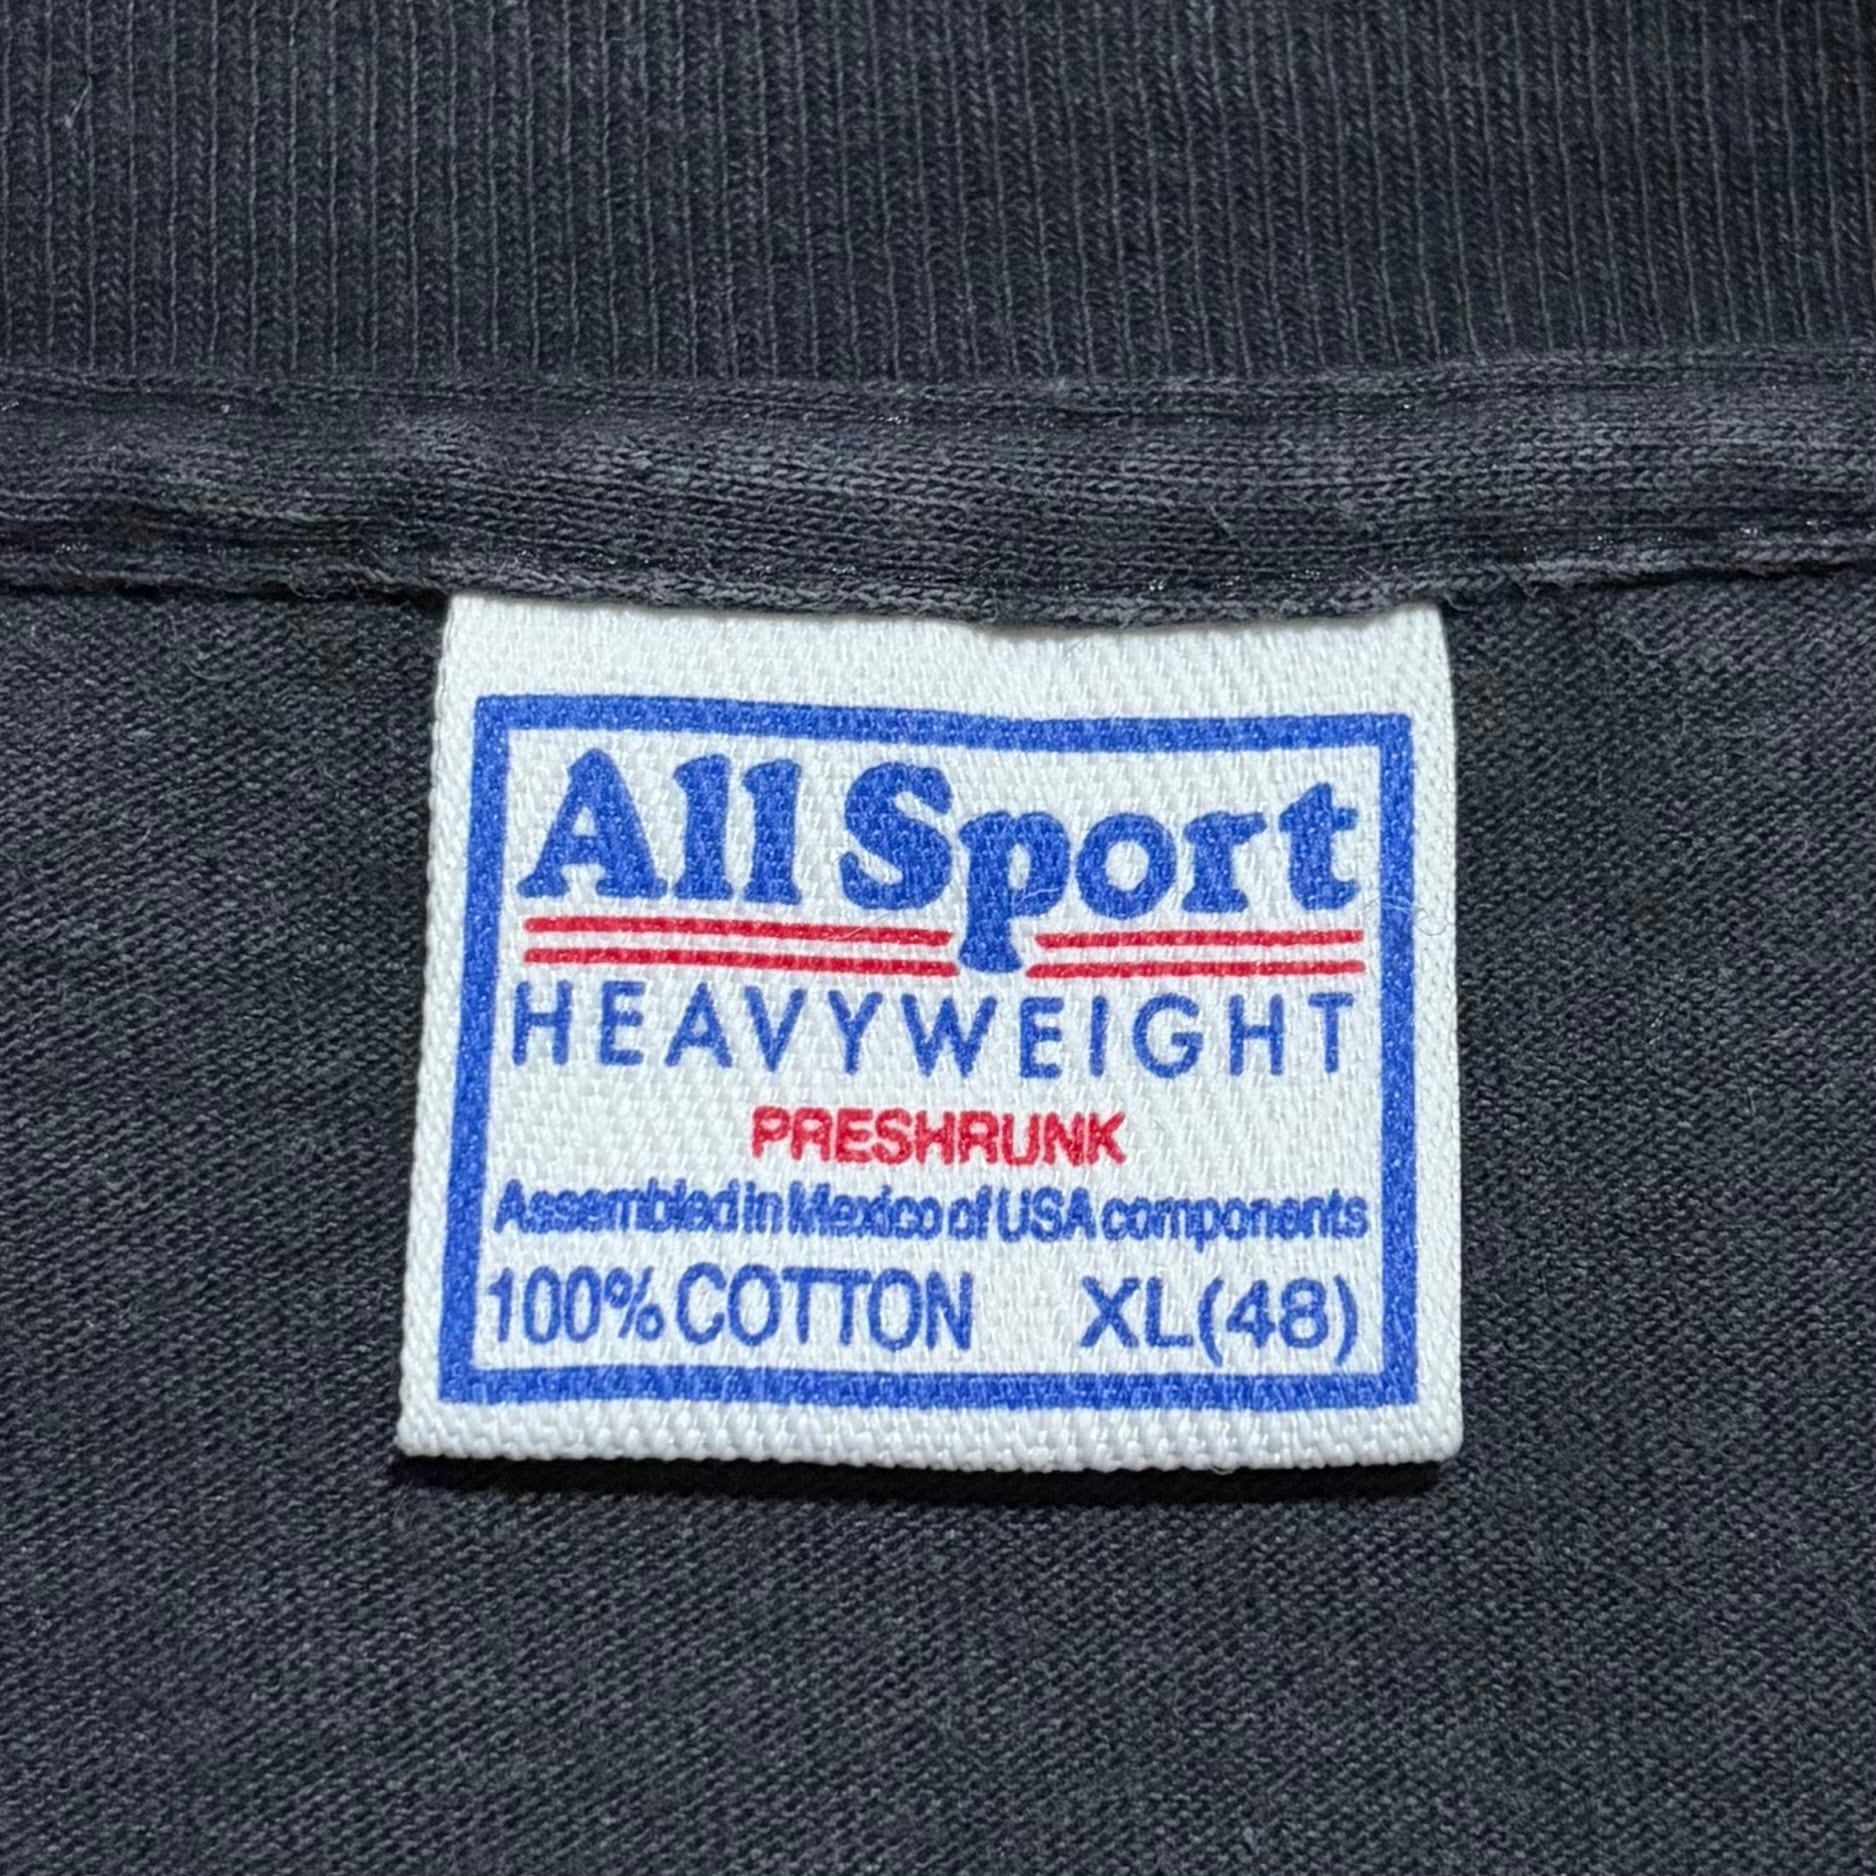 All Sport
HEAVYWEIGHT
PRESHRUNK
Assembled in Mexico of USA components
100% COTTON XL(48)